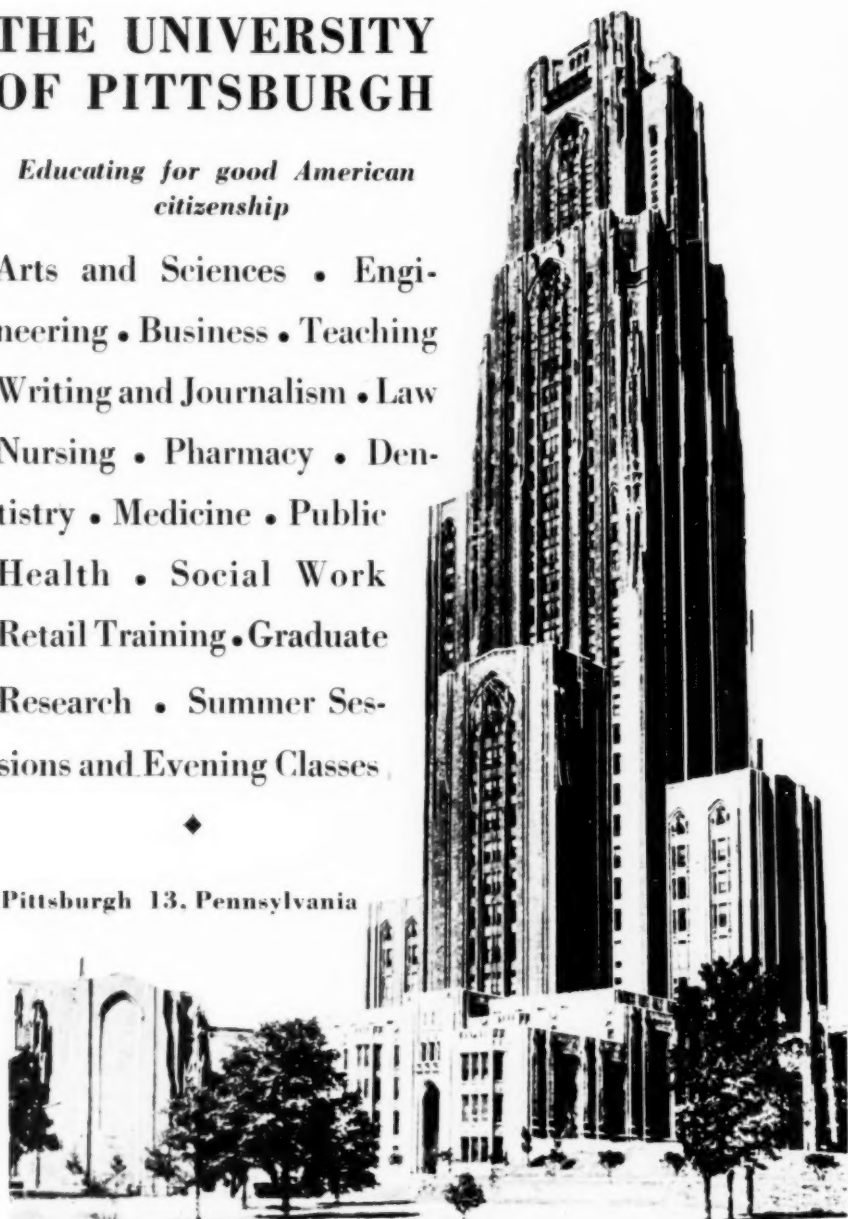 THE UNIVERSITY
OF PITTSBURGH
Educating for good American
citizenship
Arts and Sciences • Engi-
neering • Business • Teaching
Writing and Journalism • Law
Nursing • Pharmacy • Den-
tistry • Medicine • Public
Health • Social Work
Retail Training • Graduate
Research • Summer Ses-
sions and Evening Classes
Pittsburgh 13, Pennsylvania